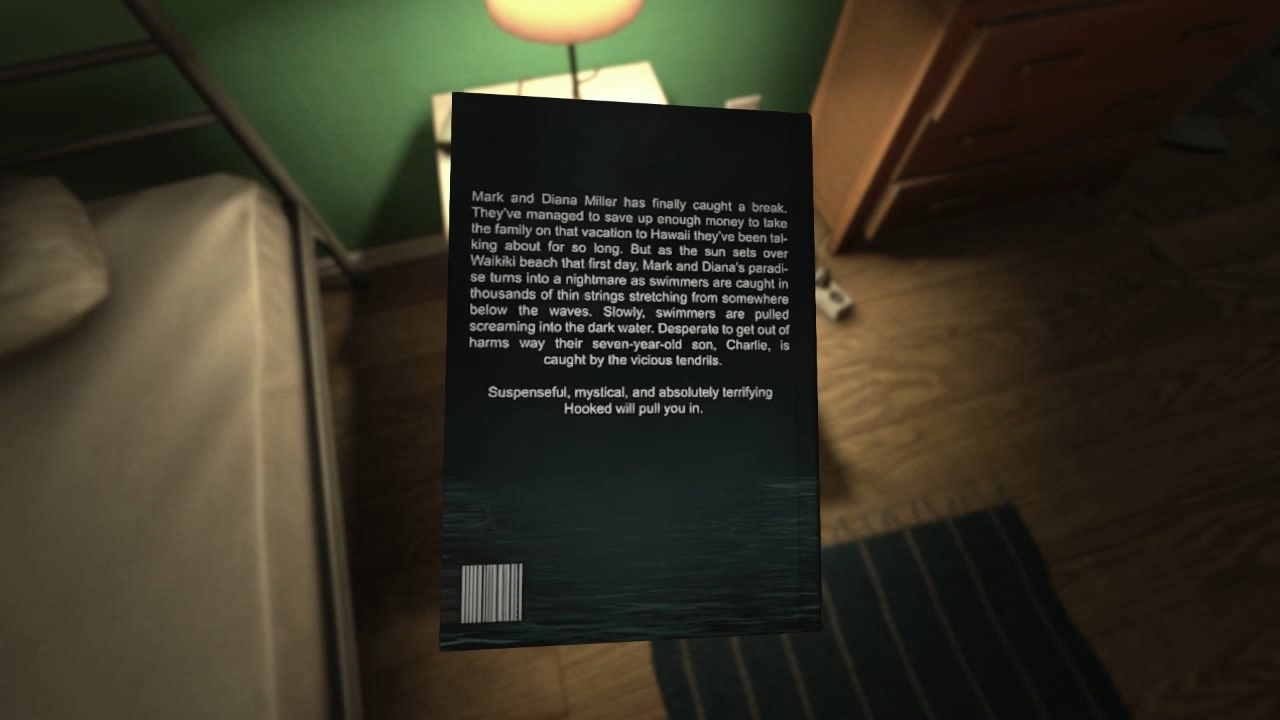 Mark and Diana Miller has finally caught a break.
They've managed to save up enough money to take
the family on that vacation to Hawaii they've been tal-
king about for so long. But as the sun sets over
Waikiki beach that first day, Mark and Diana's paradi-
se turns into a nightmare as swimmers are caught in
thousands of thin strings stretching from somewhere
below the waves. Slowly, swimmers are pulled
screaming into the dark water. Desperate to get out of
harms way their seven-year-old son, Charlie, is
caught by the vicious tendrils.
Suspenseful, mystical, and absolutely terrifying
Hooked will pull you in.